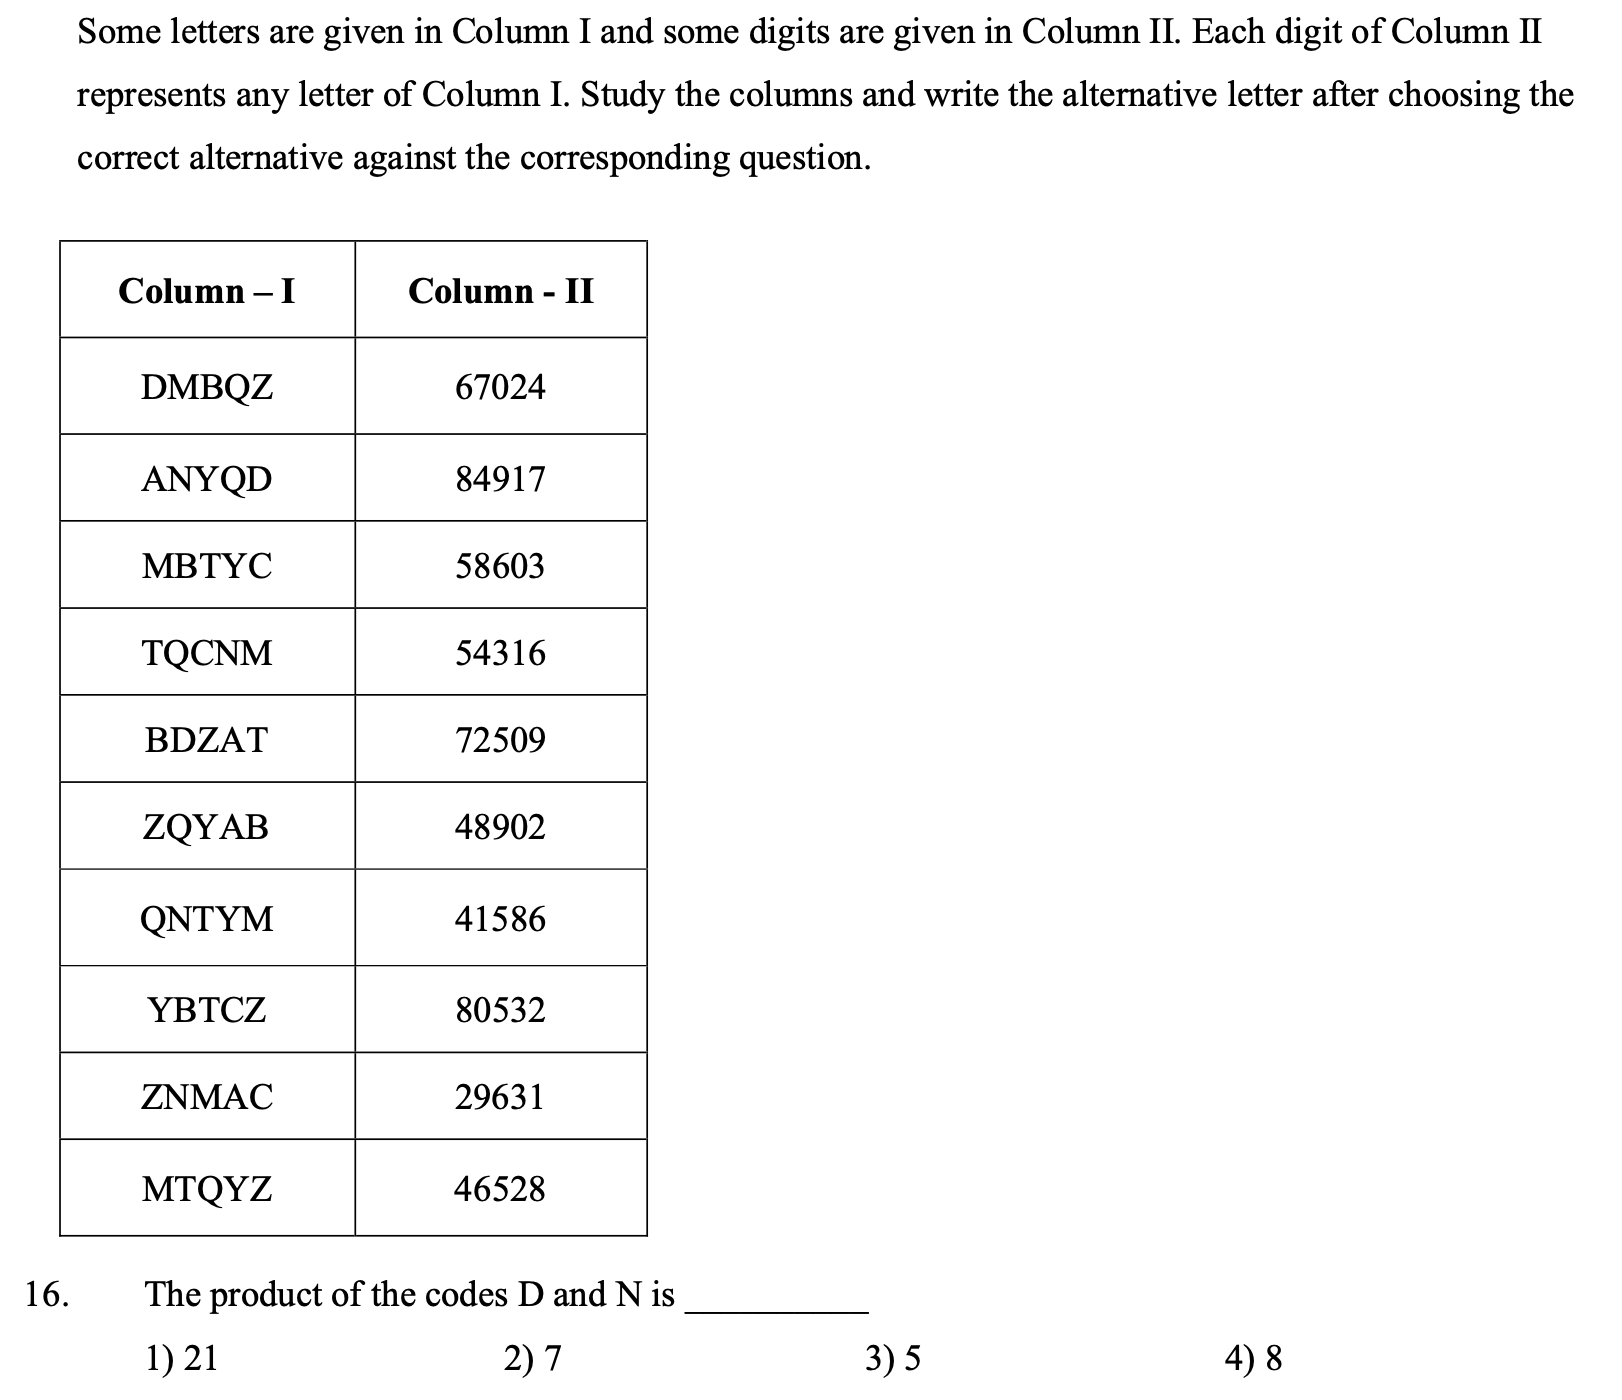 Some letters are given in Column I and some digits are given in Column II. Each digit of Column II
represents any letter of Column I. Study the columns and write the alternative letter after choosing the
correct alternative against the corresponding question.
Column – I Column - II
DMBQZ 67024
ANYQD 84917
MBTYC 58603
TQCNM 54316
BDZAT 72509
ZQYAB 48902
QNTYM 41586
YBTCZ 80532
ZNMAC 29631
MTQYZ 46528
16. The product of the codes D and N is __________
1) 21 2) 7 3) 5 4) 8